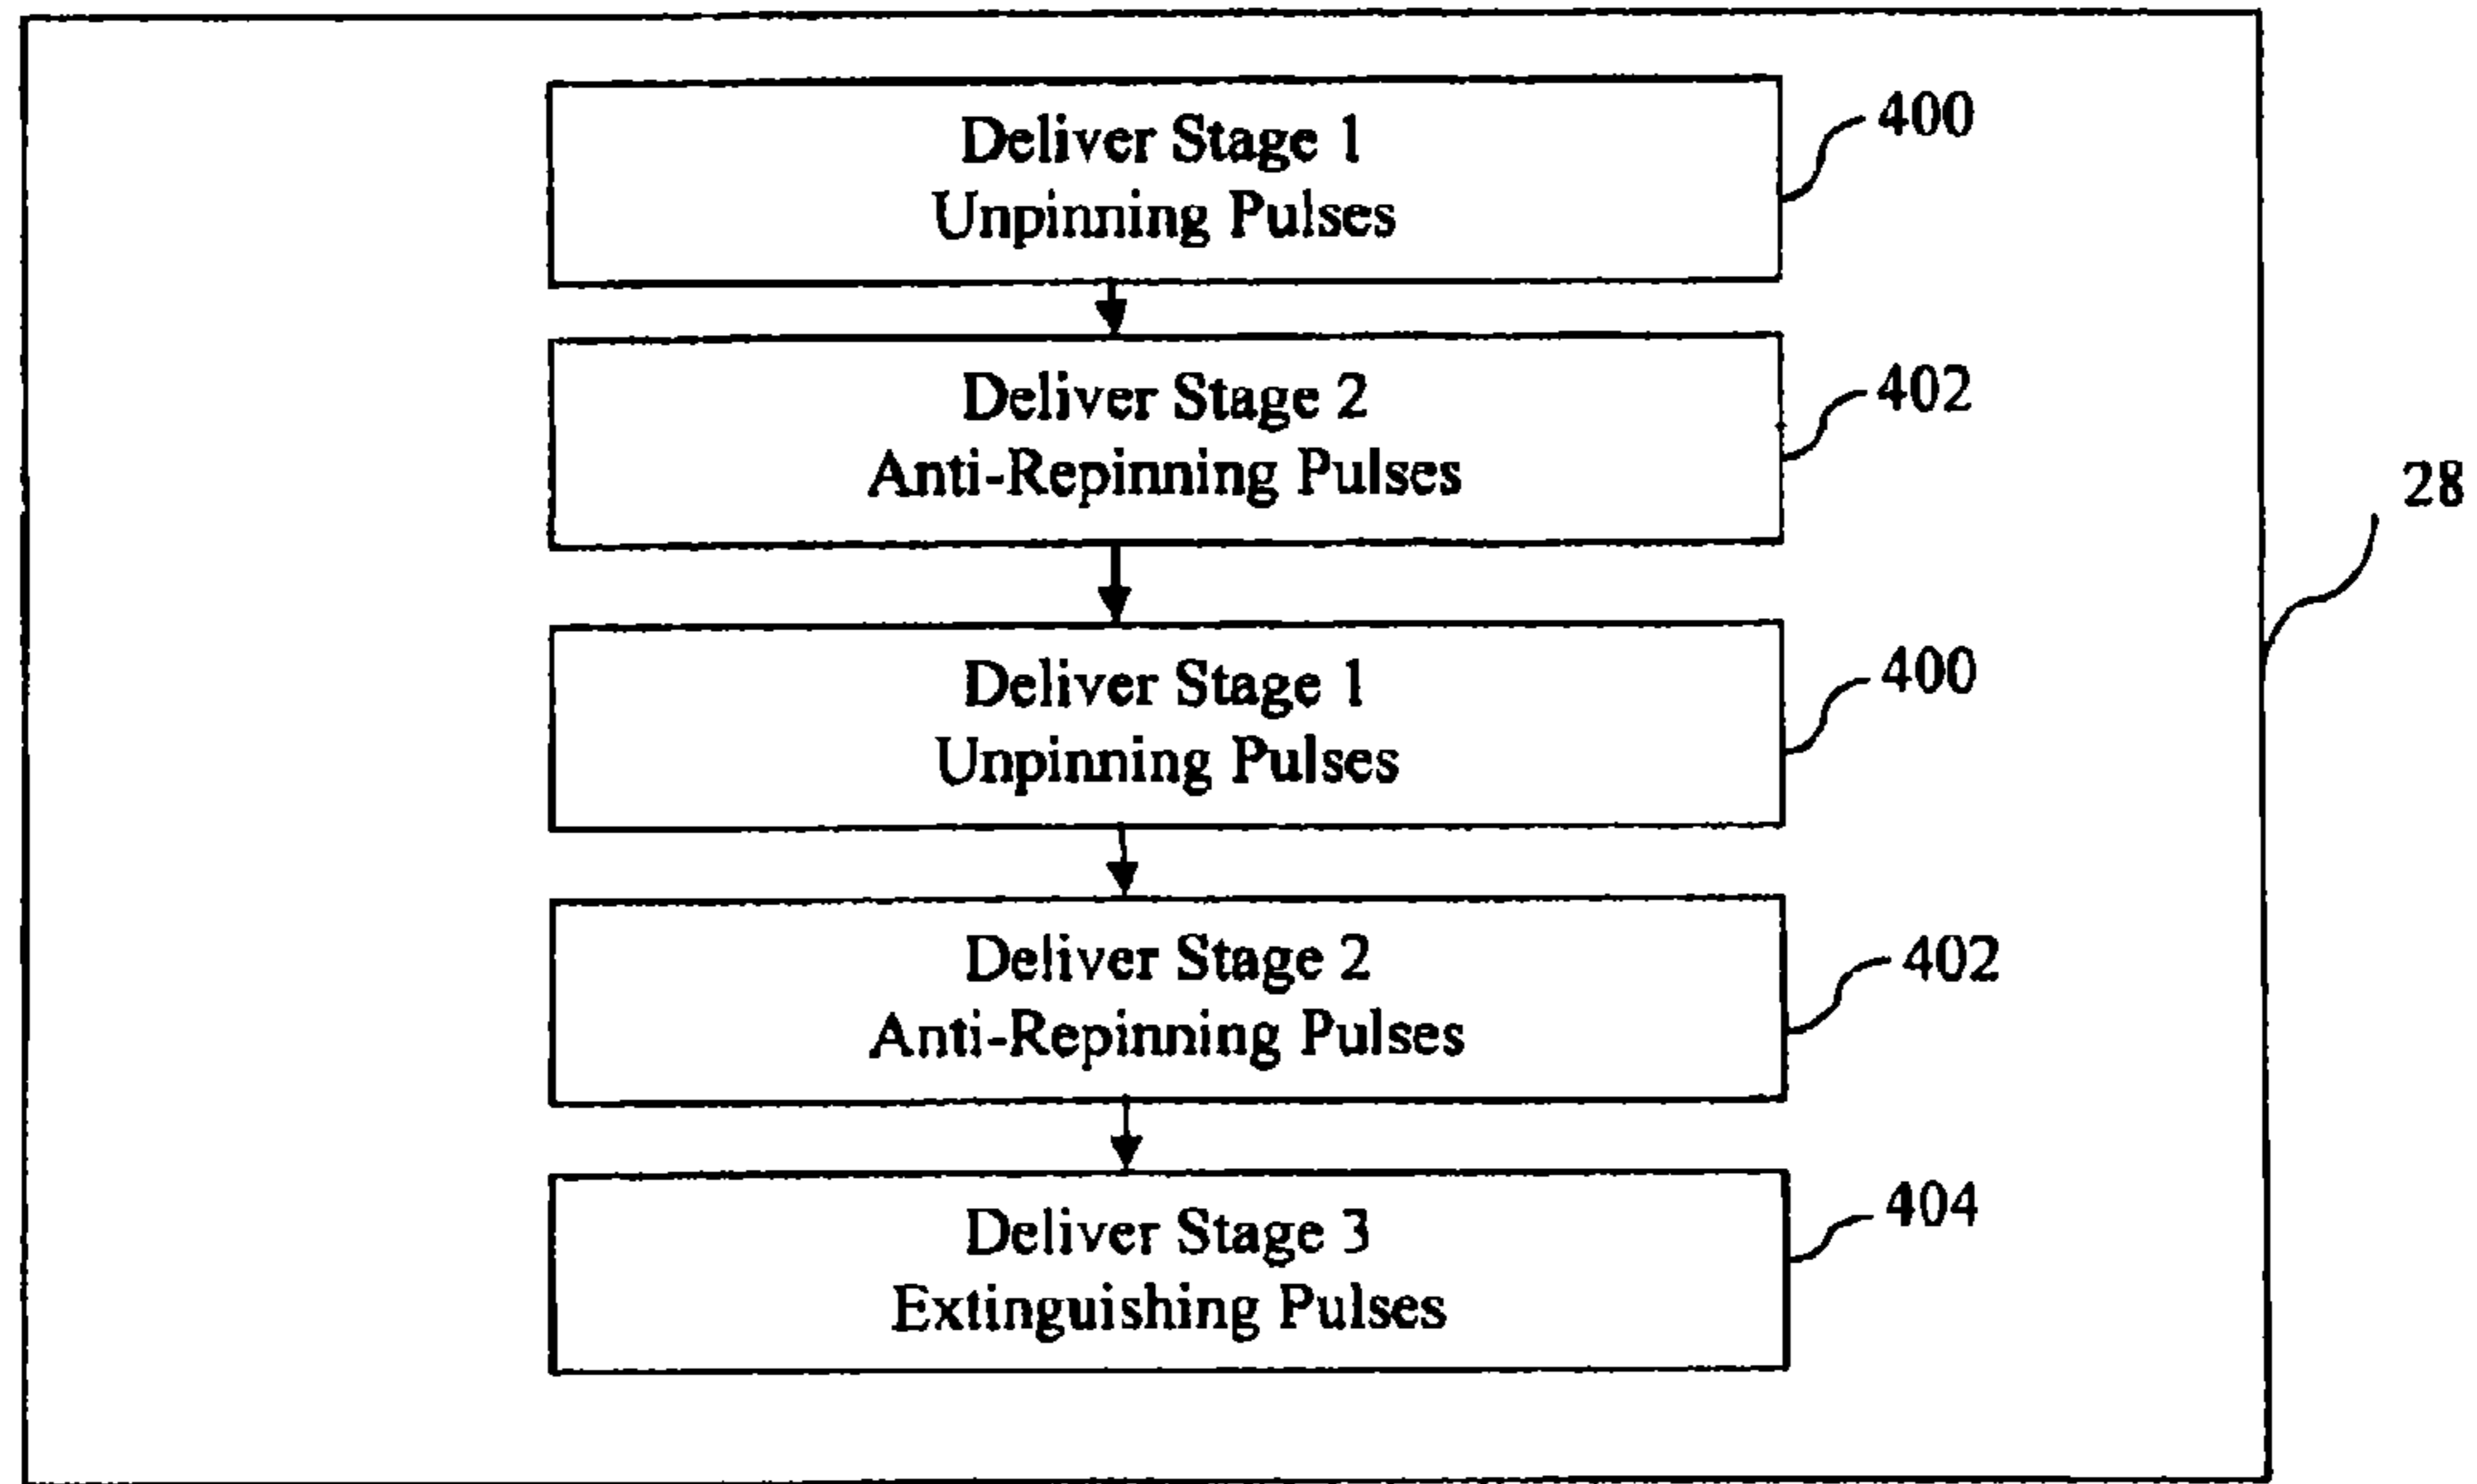 Deliver Stage 1
Unpinning Pulses
400
Deliver Stage 2
Anti-Repinning Pulses
402
28
Deliver Stage 1
Unpinning Pulses
400
Deliver Stage 2
Anti-Repinning Pulses
402
Deliver Stage 3
Extinguishing Pulses
404